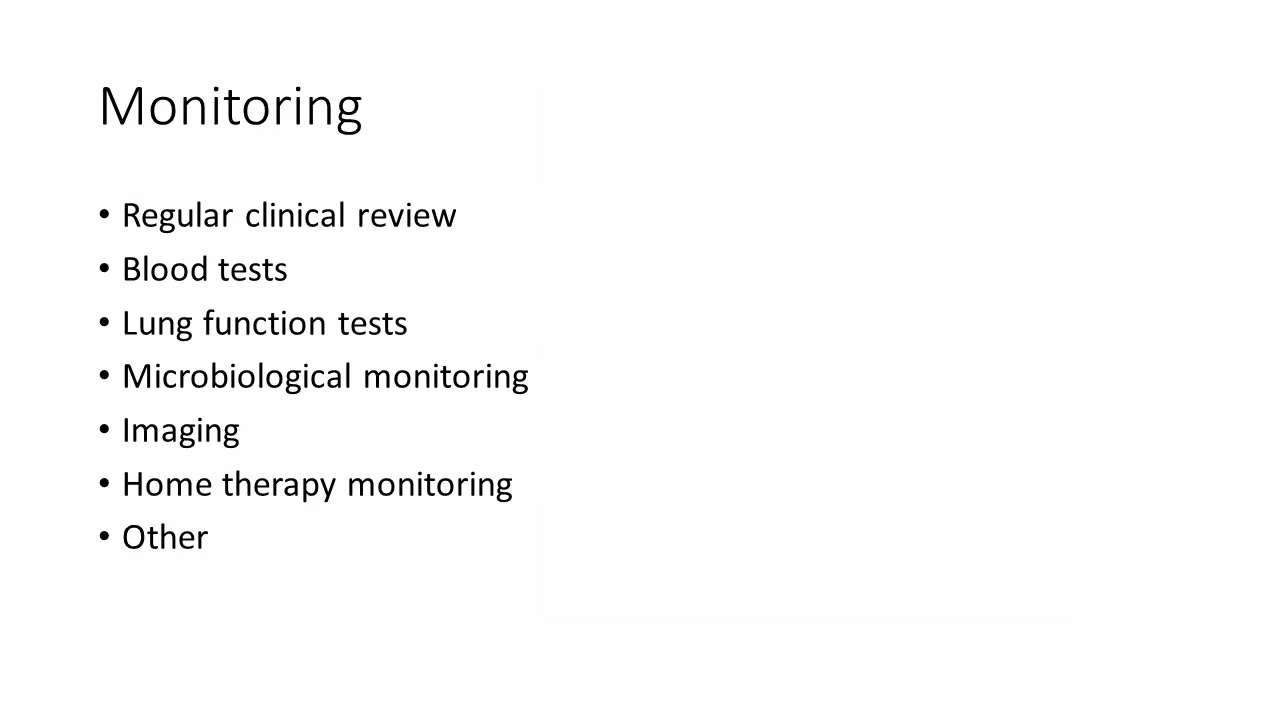 Monitoring
• Regular clinical review
• Blood tests
• Lung function tests
• Microbiological monitoring
• Imaging
• Home therapy monitoring
• Other